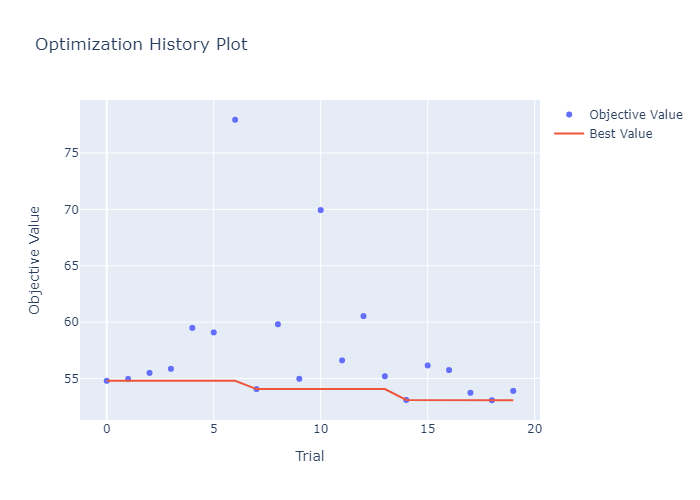 Optimization History Plot
Objective Value
Best Value
75
70
65
60
55
Objective Value
0
5
10
15
20
Trial